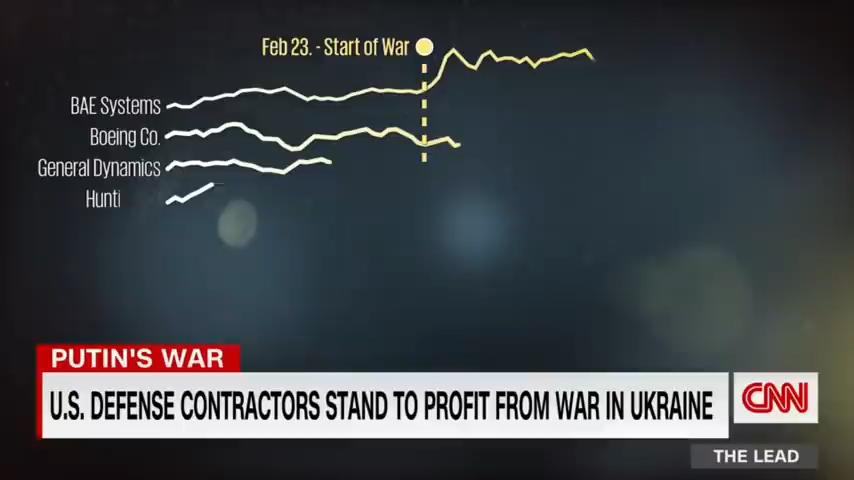 Feb 23. - Start of War
BAE Systems
Boeing Co.
General Dynamics
Hunti
PUTIN'S WAR
U.S. DEFENSE CONTRACTORS STAND TO PROFIT FROM WAR IN UKRAINE
CNN
THE LEAD